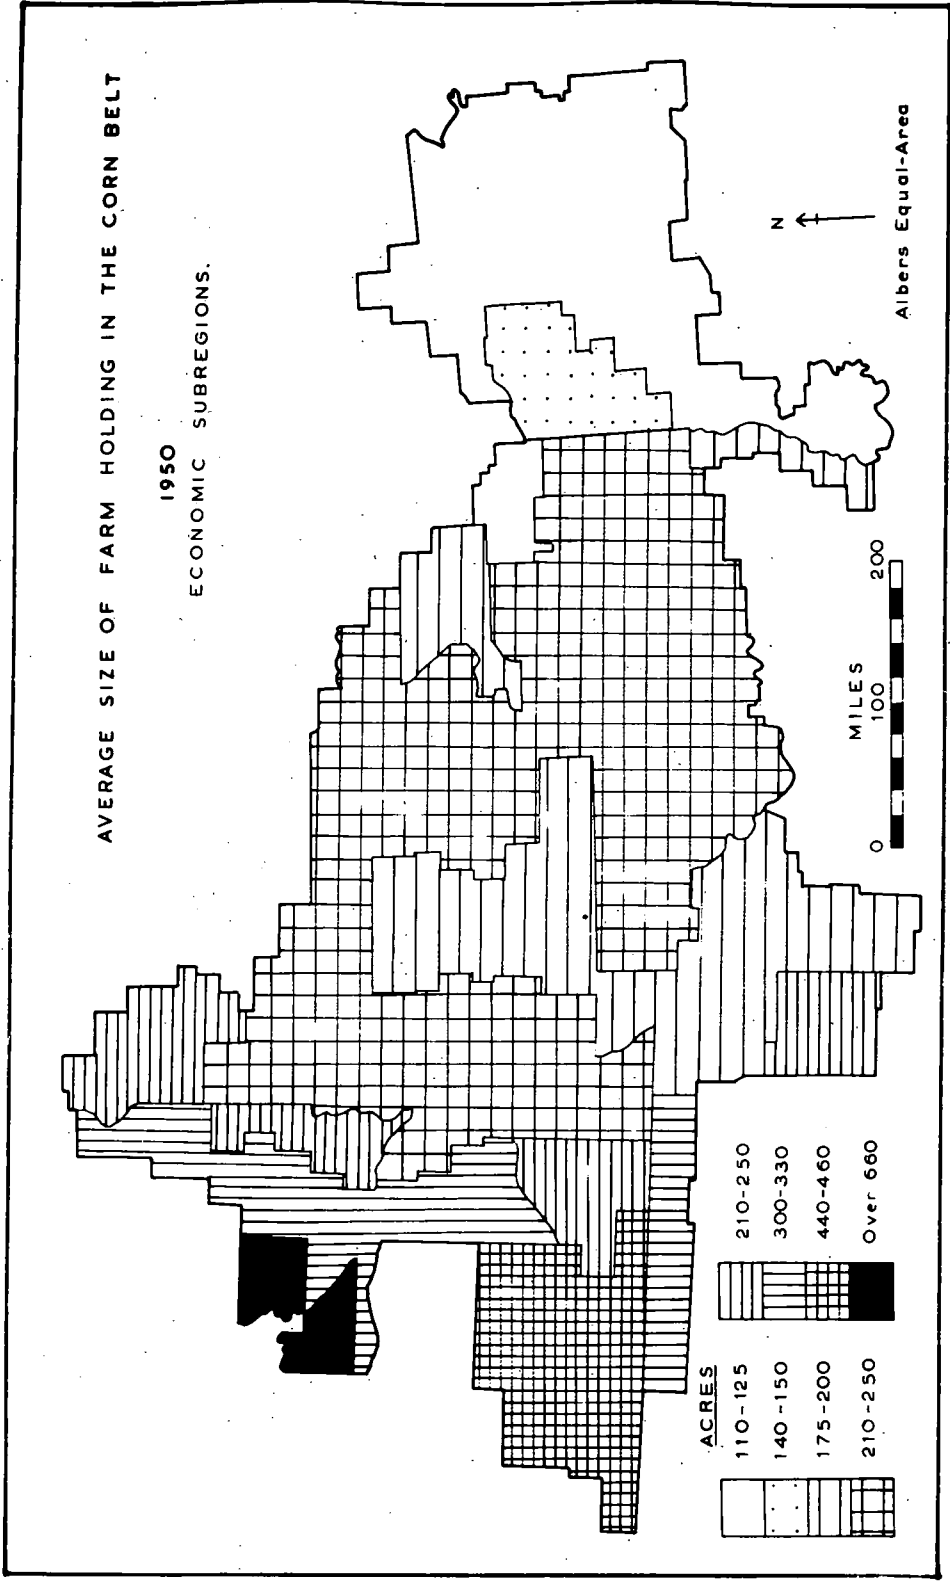 AVERAGE SIZE OF FARM HOLDING IN THE CORN BELT
1950
ECONOMIC SUBREGIONS.
N
Albers Equal-Area
MILES
0 100 200
ACRES
110-125
140-150
175-200
210-250
210-250
300-330
440-460
Over 660